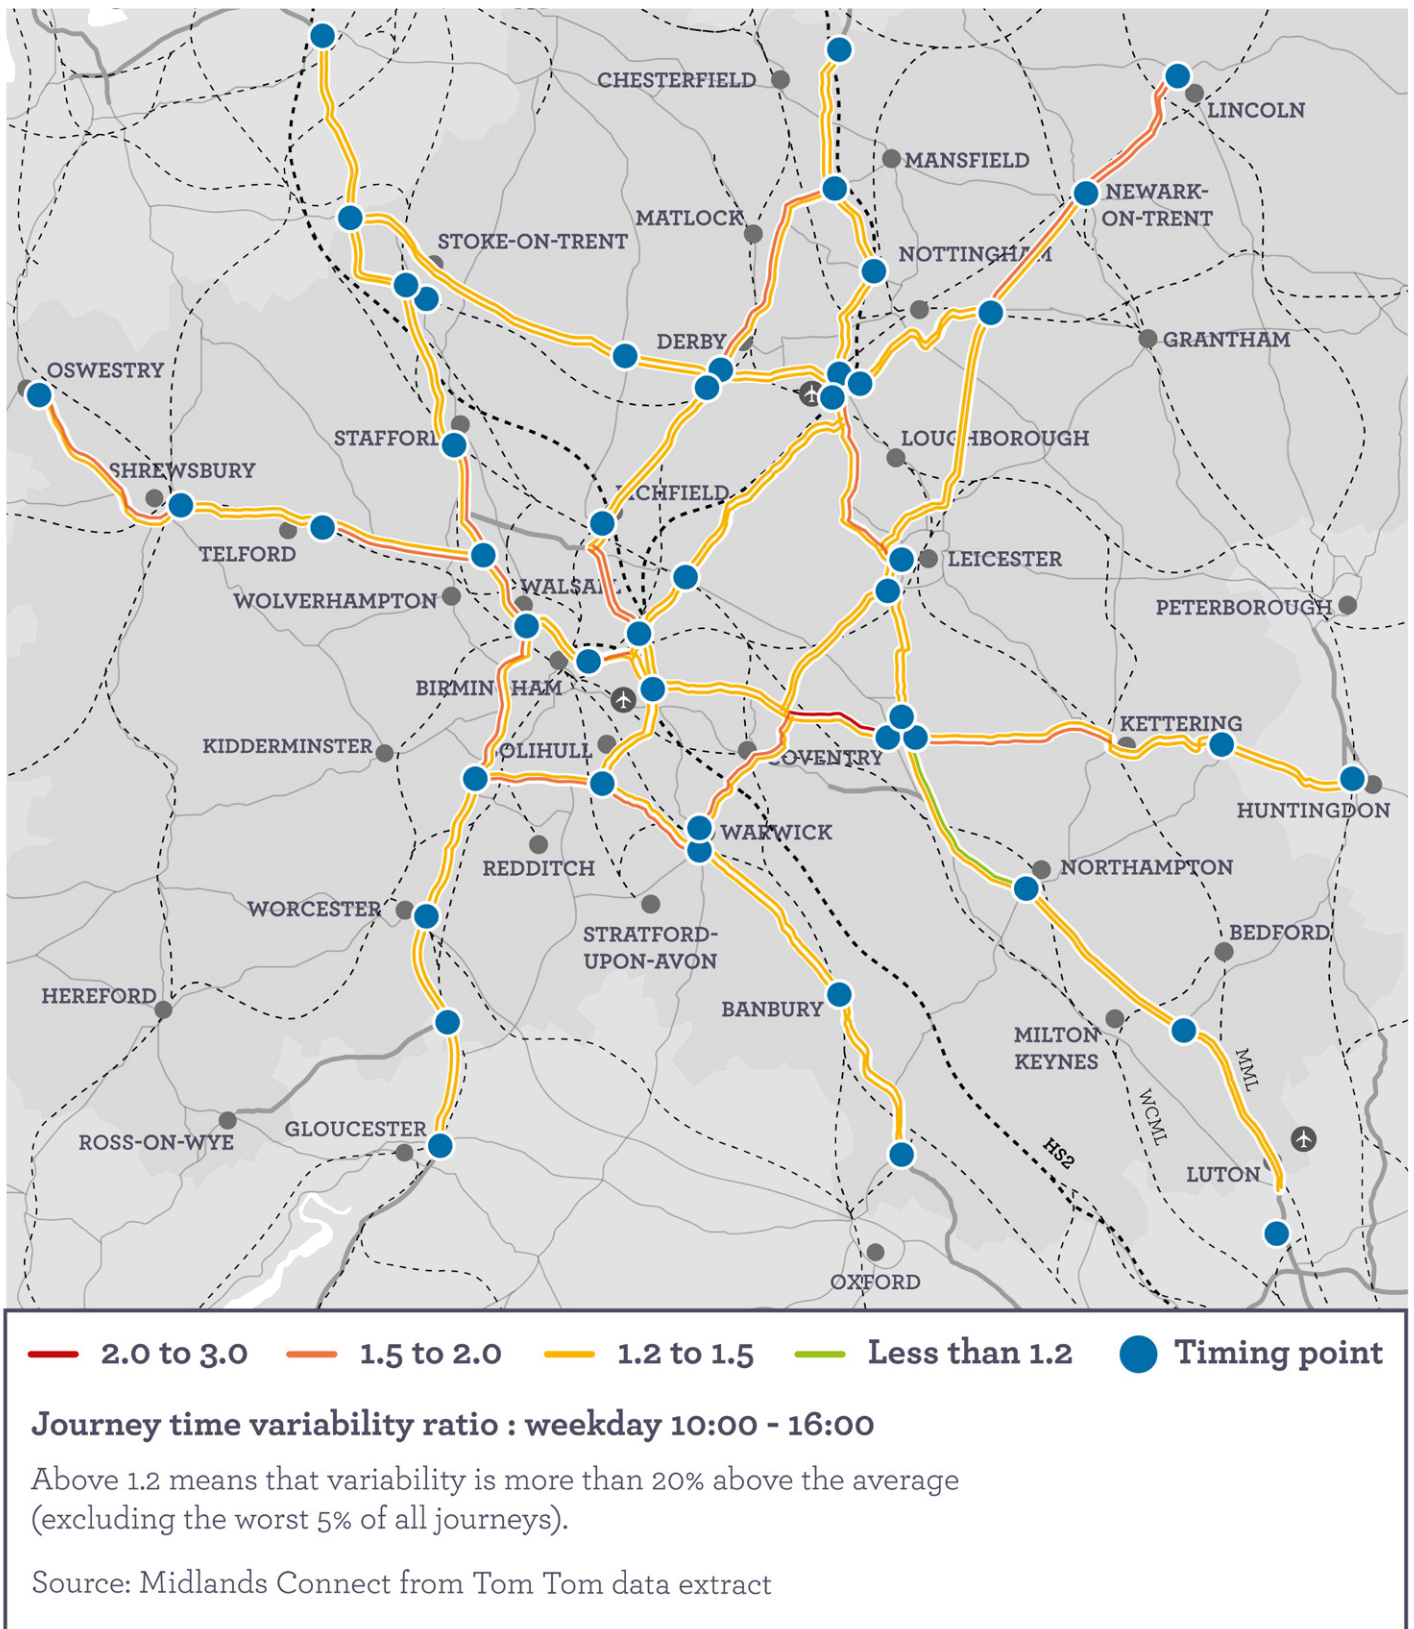 CHESTERFIELD
LINCOLN
MANSFIELD
NEWARK-
ON-TRENT
MATLOCK
STOKE-ON-TRENT
NOTTINGHAM
DERBY
GRANTHAM
OSWESTRY
STAFFORD
LOUGHBOROUGH
SHREWSBURY
LICHFIELD
TELFORD
LEICESTER
WALSALL
WOLVERHAMPTON
PETERBOROUGH
BIRMINGHAM
KETTERING
KIDDERMINSTER
SOLIHULL
COVENTRY
HUNTINGDON
WARWICK
REDDITCH
NORTHAMPTON
WORCESTER
STRATFORD-
UPON-AVON
BEDFORD
HEREFORD
BANBURY
MILTON
KEYNES
MML
WCML
ROSS-ON-WYE
GLOUCESTER
HS2
LUTON
OXFORD
2.0 to 3.0 1.5 to 2.0 1.2 to 1.5 Less than 1.2 Timing point
Journey time variability ratio : weekday 10:00 - 16:00
Above 1.2 means that variability is more than 20% above the average
(excluding the worst 5% of all journeys).
Source: Midlands Connect from Tom Tom data extract